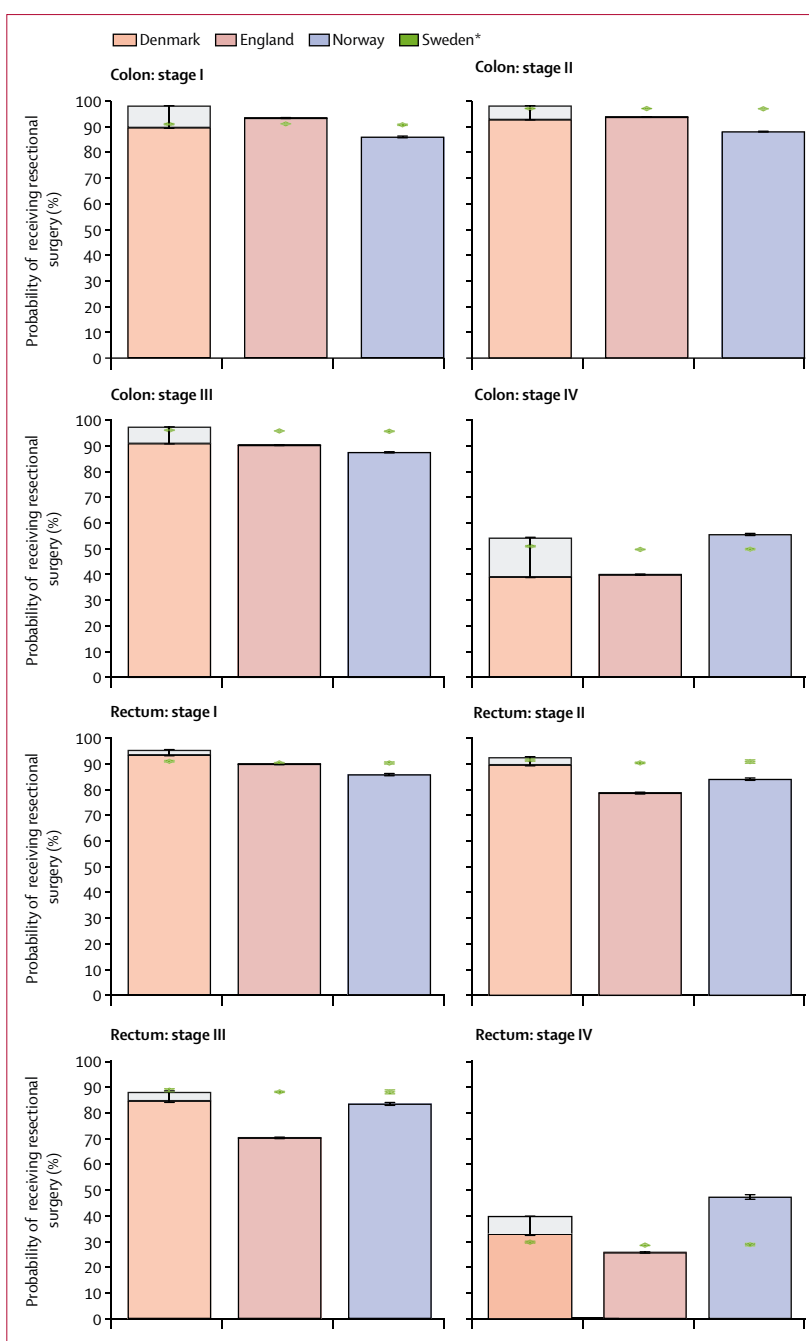 Denmark England Norway Sweden*
Colon: stage I
Colon: stage II
Probability of receiving resectional
surgery (%)
100
90
80
70
60
50
40
30
20
10
0
Colon: stage III
Colon: stage IV
Probability of receiving resectional
surgery (%)
100
90
80
70
60
50
40
30
20
10
0
Rectum: stage I
Rectum: stage II
Probability of receiving resectional
surgery (%)
100
90
80
70
60
50
40
30
20
10
0
Rectum: stage III
Rectum: stage IV
Probability of receiving resectional
surgery (%)
100
90
80
70
60
50
40
30
20
10
0